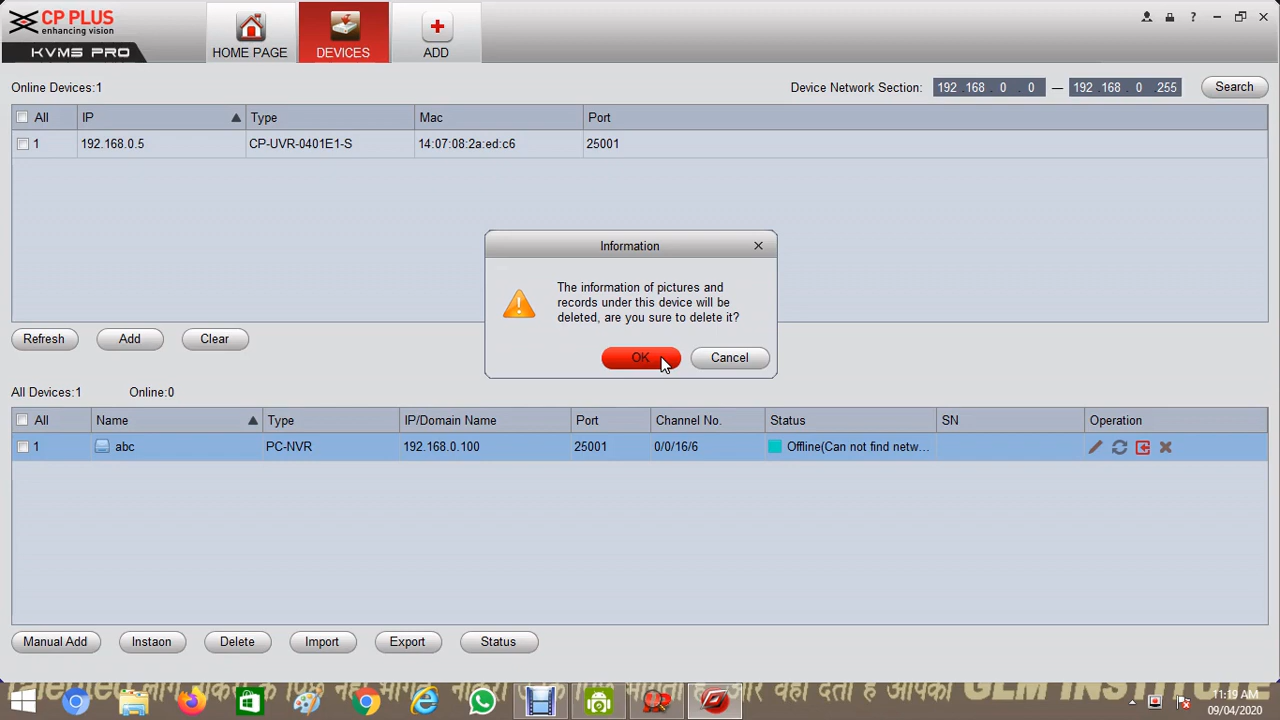 CP PLUS
enhancing vision
KVMS PRO
HOME PAGE
DEVICES
ADD
Online Devices:1
Device Network Section: 192 .168 . 0 . 0 — 192 .168 . 0 .255 Search
All IP Type Mac Port
1 192.168.0.5 CP-UVR-0401E1-S 14:07:08:2a:ed:c6 25001
Information
The information of pictures and
records under this device will be
deleted, are you sure to delete it?
OK Cancel
Refresh Add Clear
All Devices:1 Online:0
All Name Type IP/Domain Name Port Channel No. Status SN Operation
1 abc PC-NVR 192.168.0.100 25001 0/0/16/6 Offline(Can not find netw...
Manual Add Instaon Delete Import Export Status
GLM INSTITUTE
11:19 AM
09/04/2020